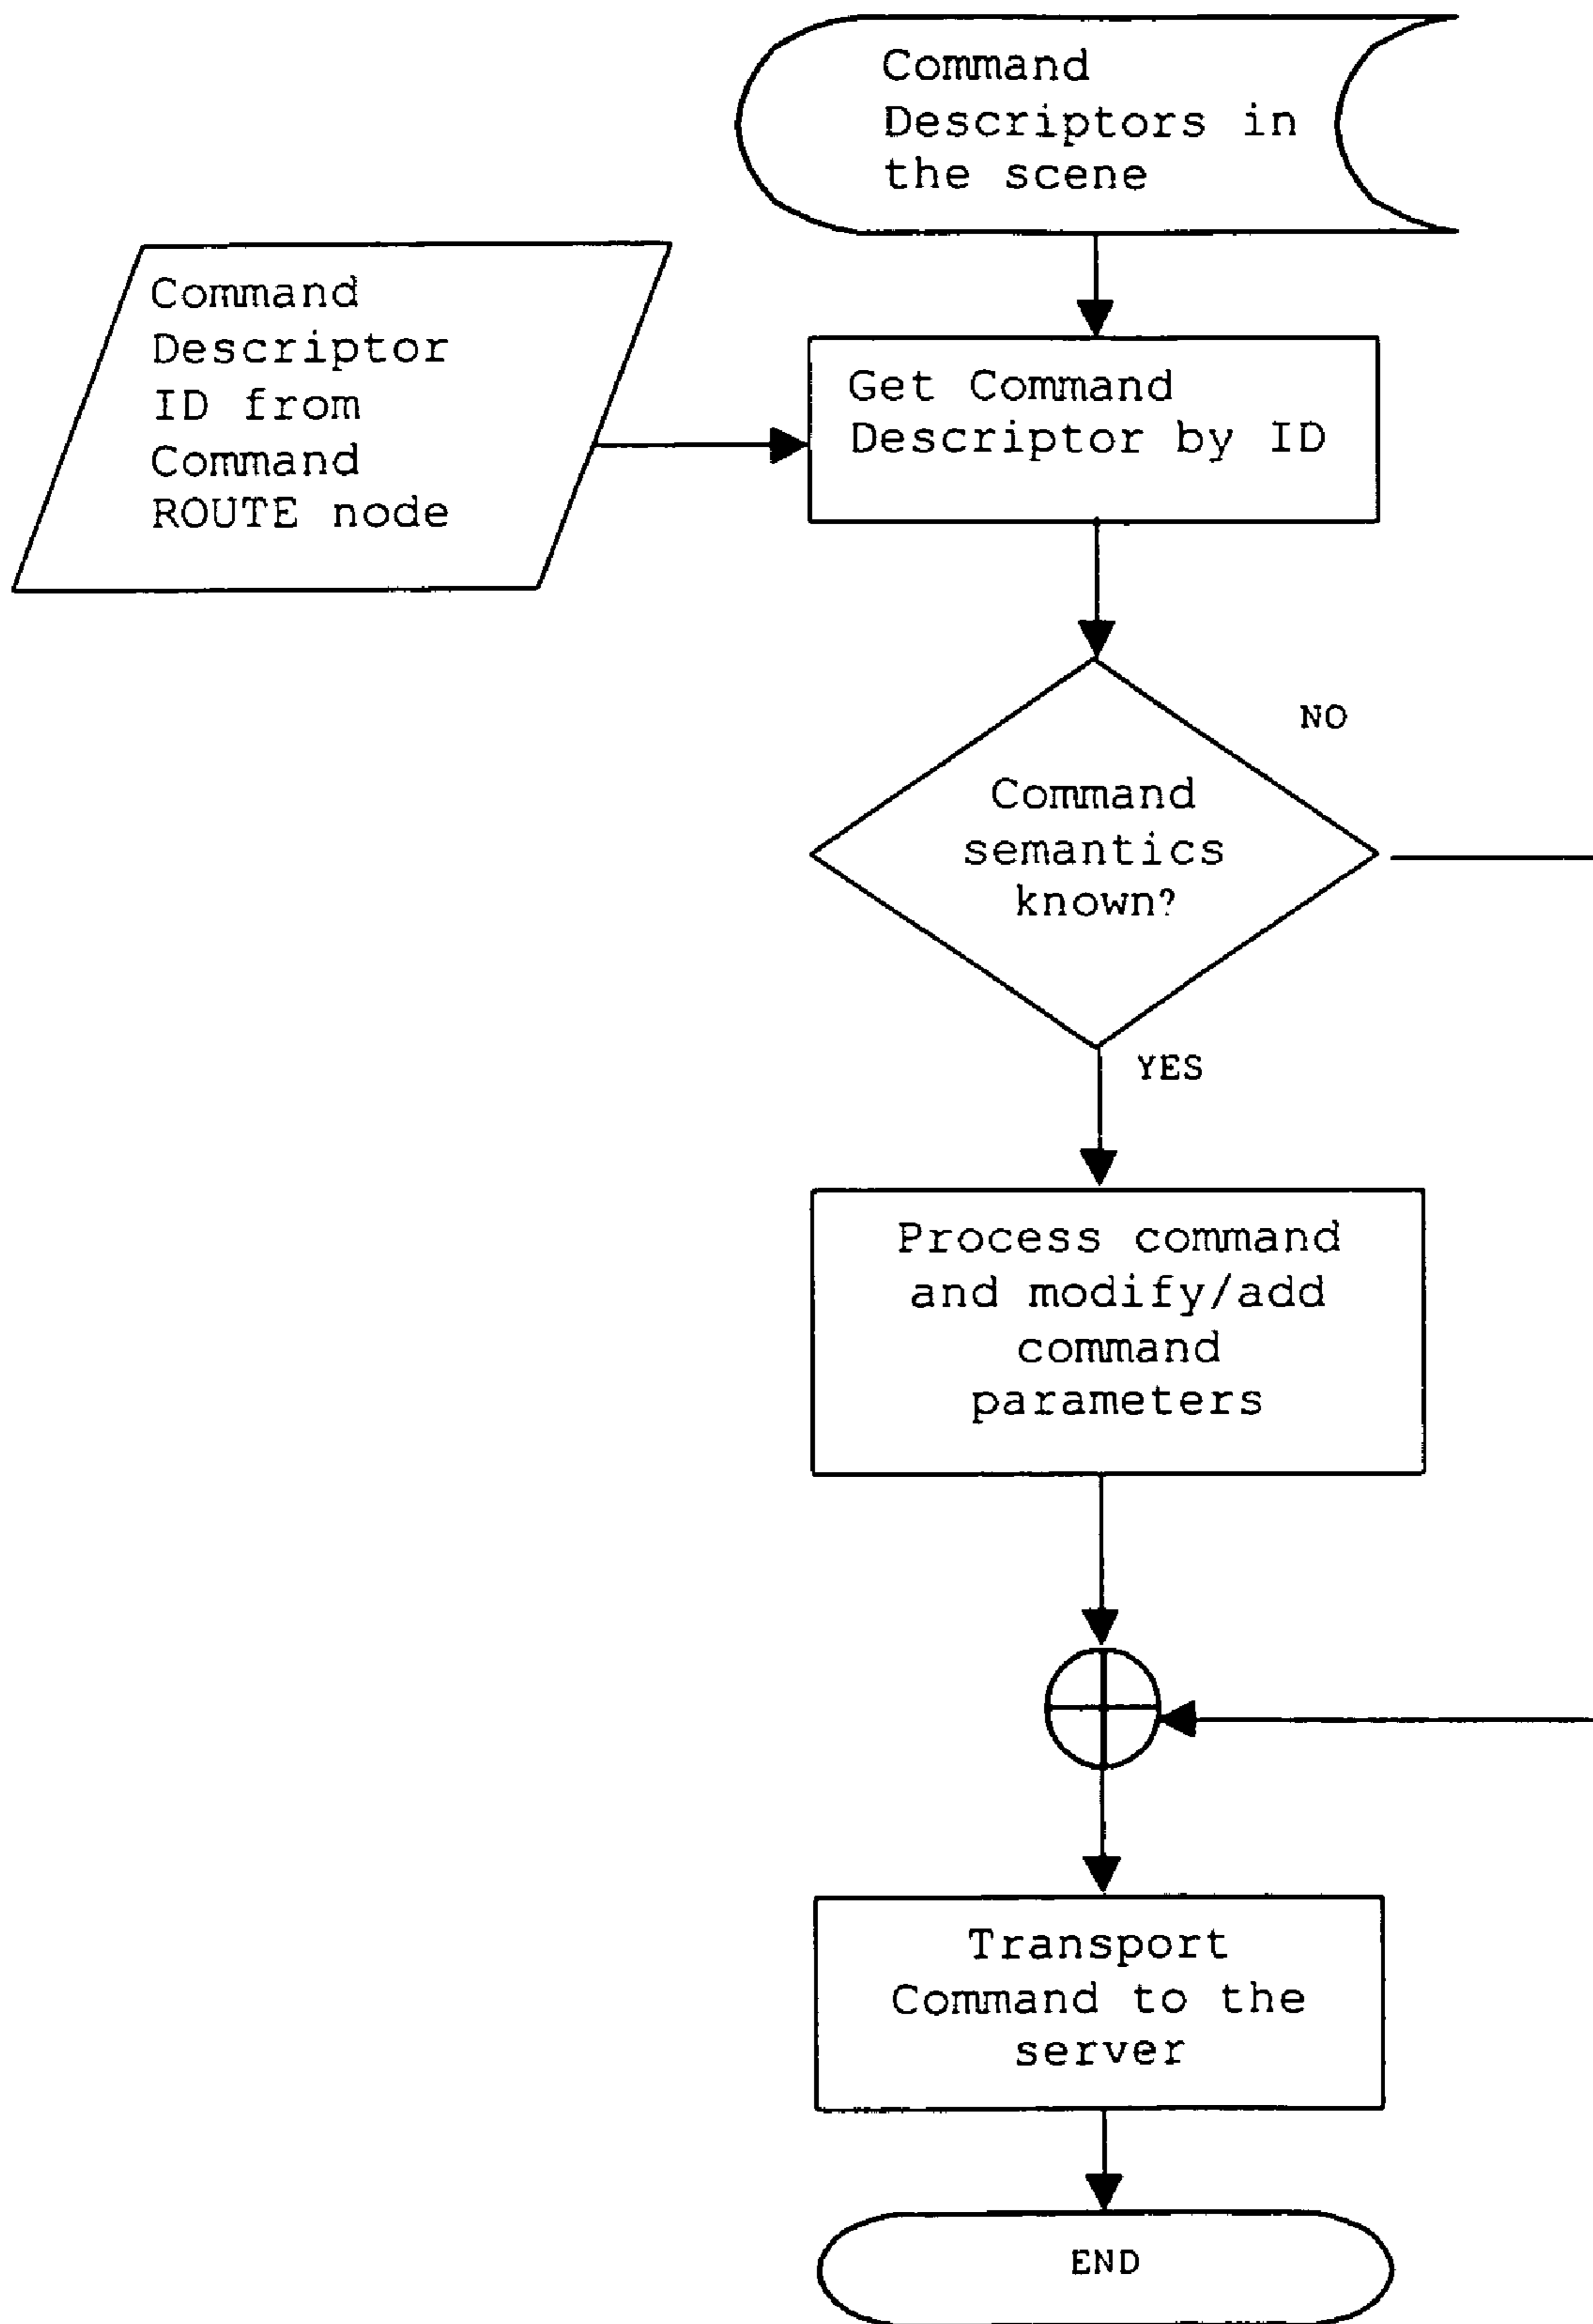 Command
Descriptors in
the scene
Command
Descriptor
ID from
Command
ROUTE node
Get Command
Descriptor by ID
NO
Command
semantics
known?
YES
Process command
and modify/add
command
parameters
Transport
Command to the
server
END